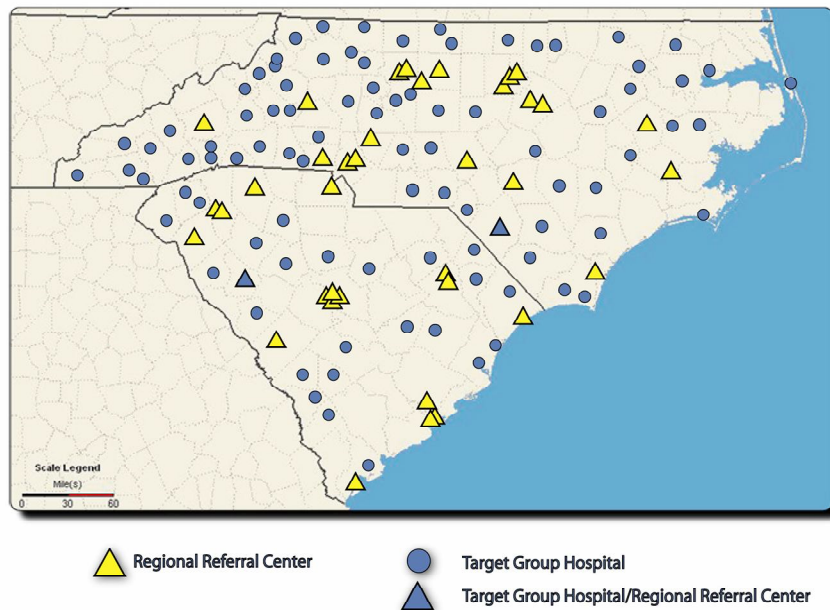 Scale Legend
Mile(s)
0 30 60
Regional Referral Center
Target Group Hospital
Target Group Hospital/Regional Referral Center